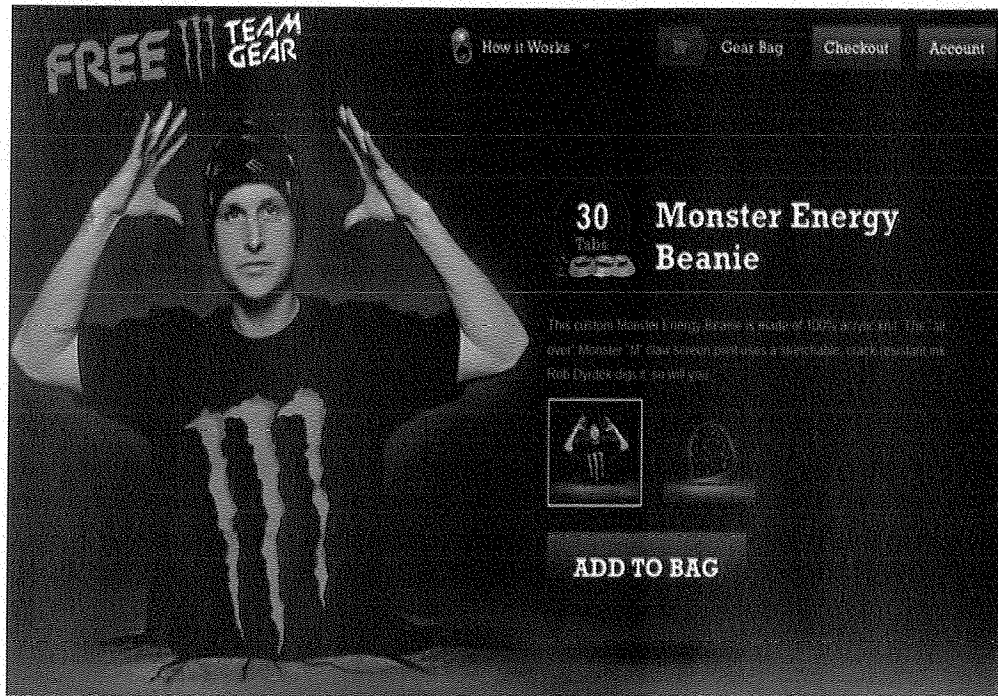 FREE TEAM
GEAR
How it Works
Gear Bag
Checkout
Account
30
Tabs
Monster Energy
Beanie
This custom Monster Energy Beanie is made of 100% acrylic knit. The
over' Monster 'M' claw screen print uses a stretchable, crack resistant ink.
Rob Dyrdek digs it, so will you.
ADD TO BAG